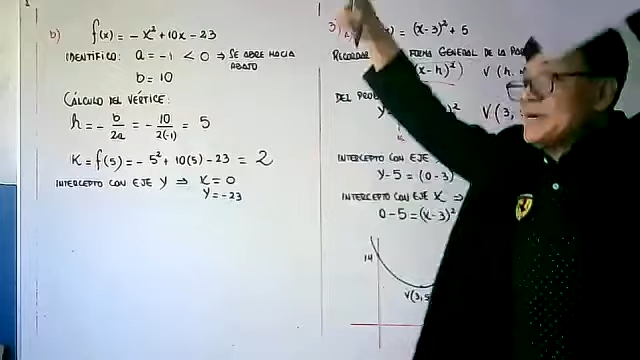 b) f(x) = - x² + 10x - 23
IDENTIFICO: a = -1 < 0 ⇒ SE ABRE HACIA
ABAJO
b = 10
CÁLCULO DEL VÉRTICE:
h = - b/2a = - 10/2(-1) = 5
K = f(5) = - 5² + 10(5) - 23 = 2
INTERCEPTO CON EJE Y ⇒ X = 0
Y = -23
3) = (x-3)² + 5
RECORDAR FORMA GENERAL DE LA
(x-h)² V(h,
DEL
V(3,
INTERCEPTO CON EJE
Y-5 = (0-3)
INTERCEPTO CON EJE X ⇒
0-5 = (x-3)²
14
V(3,5